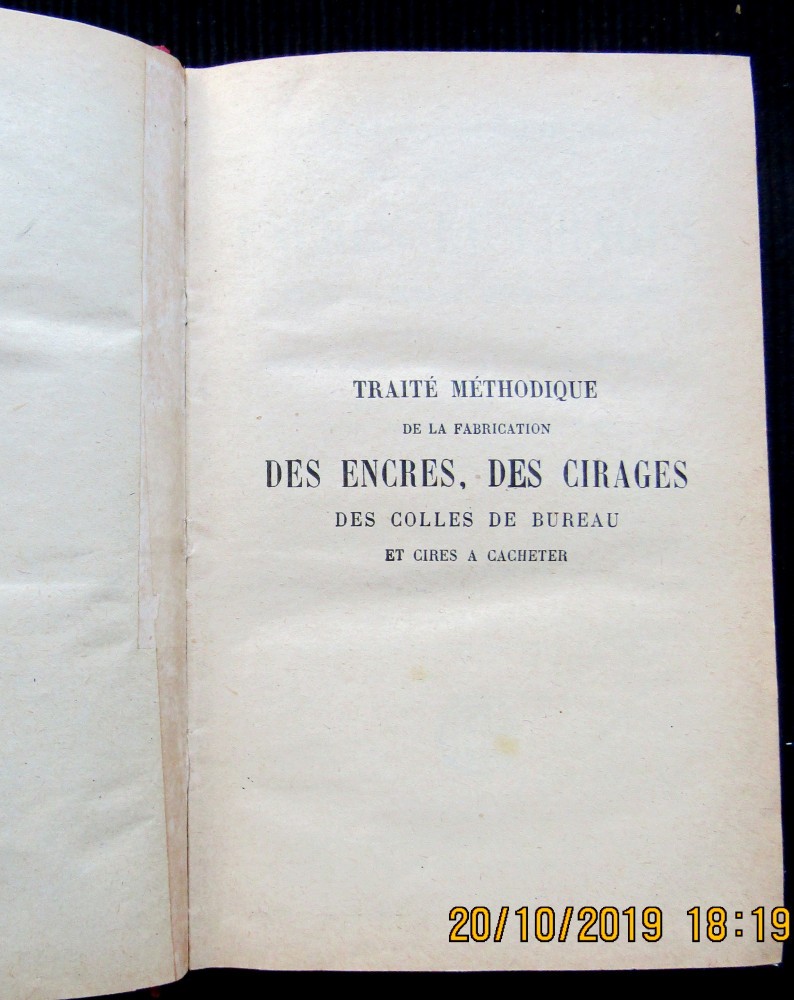 TRAITÉ MÉTHODIQUE
DE LA FABRICATION
DES ENCRES, DES CIRAGES
DES COLLES DE BUREAU
ET CIRES A CACHETER
20/10/2019 18:19